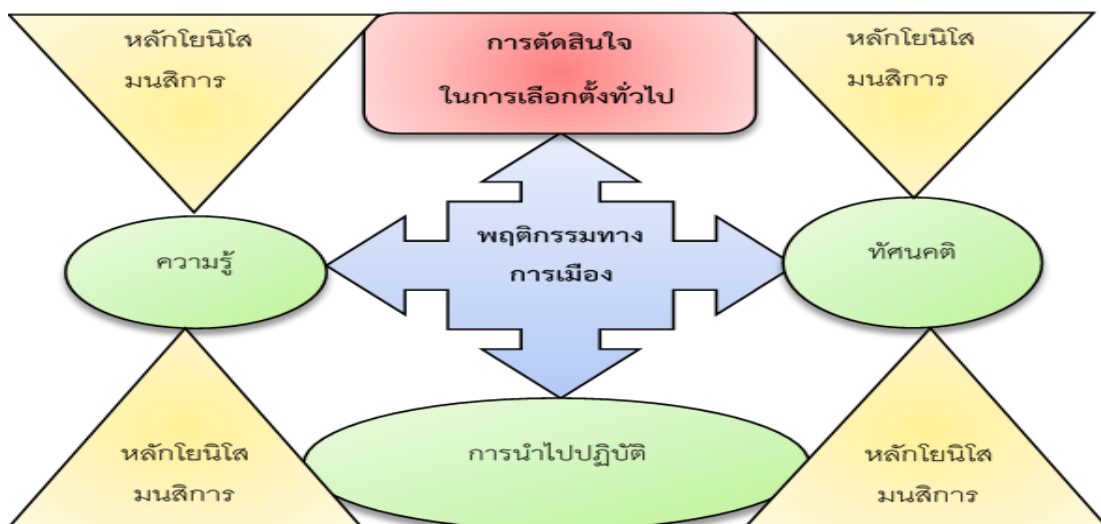 หลักโยนิโส
มนสิการ
การตัดสินใจ
ในการเลือกตั้งทั่วไป
หลักโยนิโส
มนสิการ
ความรู้
พฤติกรรมทาง
การเมือง
ทัศนคติ
หลักโยนิโส
มนสิการ
การนำไปปฏิบัติ
หลักโยนิโส
มนสิการ